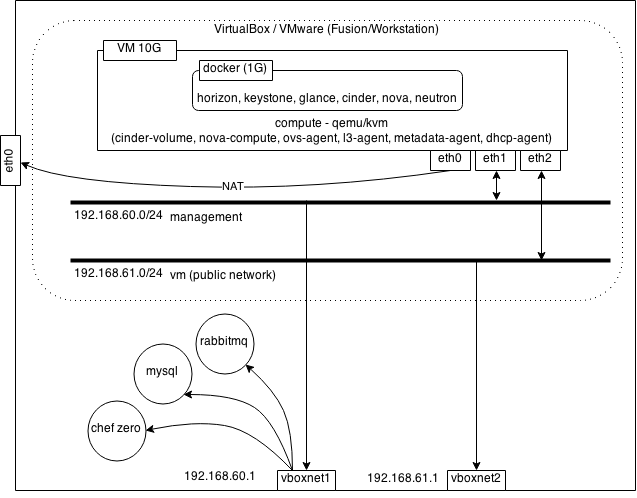 VirtualBox / VMware (Fusion/Workstation)
VM 10G
docker (1G)
horizon, keystone, glance, cinder, nova, neutron
compute - qemu/kvm
(cinder-volume, nova-compute, ovs-agent, l3-agent, metadata-agent, dhcp-agent)
eth0 eth1 eth2
eth0
NAT
192.168.60.0/24 management
192.168.61.0/24 vm (public network)
rabbitmq
mysql
chef zero
192.168.60.1 vboxnet1 192.168.61.1 vboxnet2